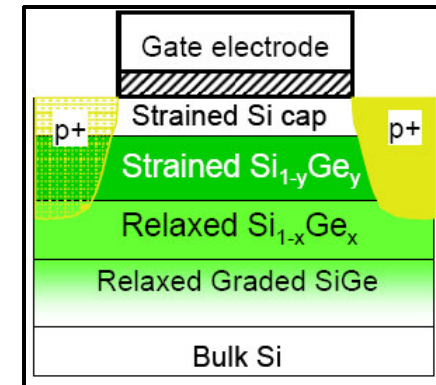 Gate electrode
Strained Si cap
p+
p+
Strained Si1-yGey
Relaxed Si1-xGex
Relaxed Graded SiGe
Bulk Si